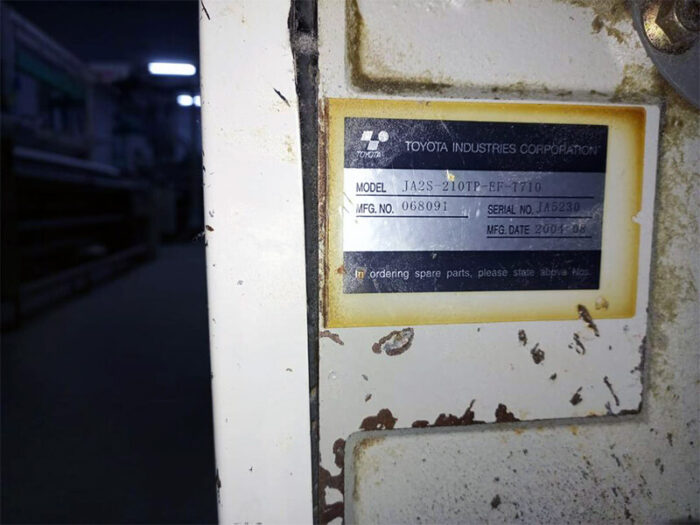 TOYOTA
TOYOTA INDUSTRIES CORPORATION
MODEL JA2S-210TP-EF-T710
MFG. NO. 068091 SERIAL NO. JA5230
MFG. DATE 2004-08
In ordering spare parts, please state above Nos.